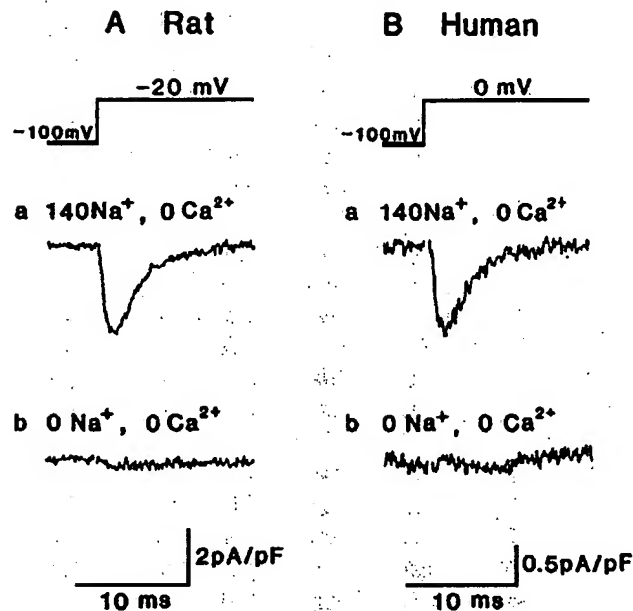 A Rat
-20 mV
-100mV
a 140Na⁺, 0 Ca²⁺
b 0 Na⁺, 0 Ca²⁺
2pA/pF
10 ms
B Human
0 mV
-100mV
a 140Na⁺, 0 Ca²⁺
b 0 Na⁺, 0 Ca²⁺
0.5pA/pF
10 ms